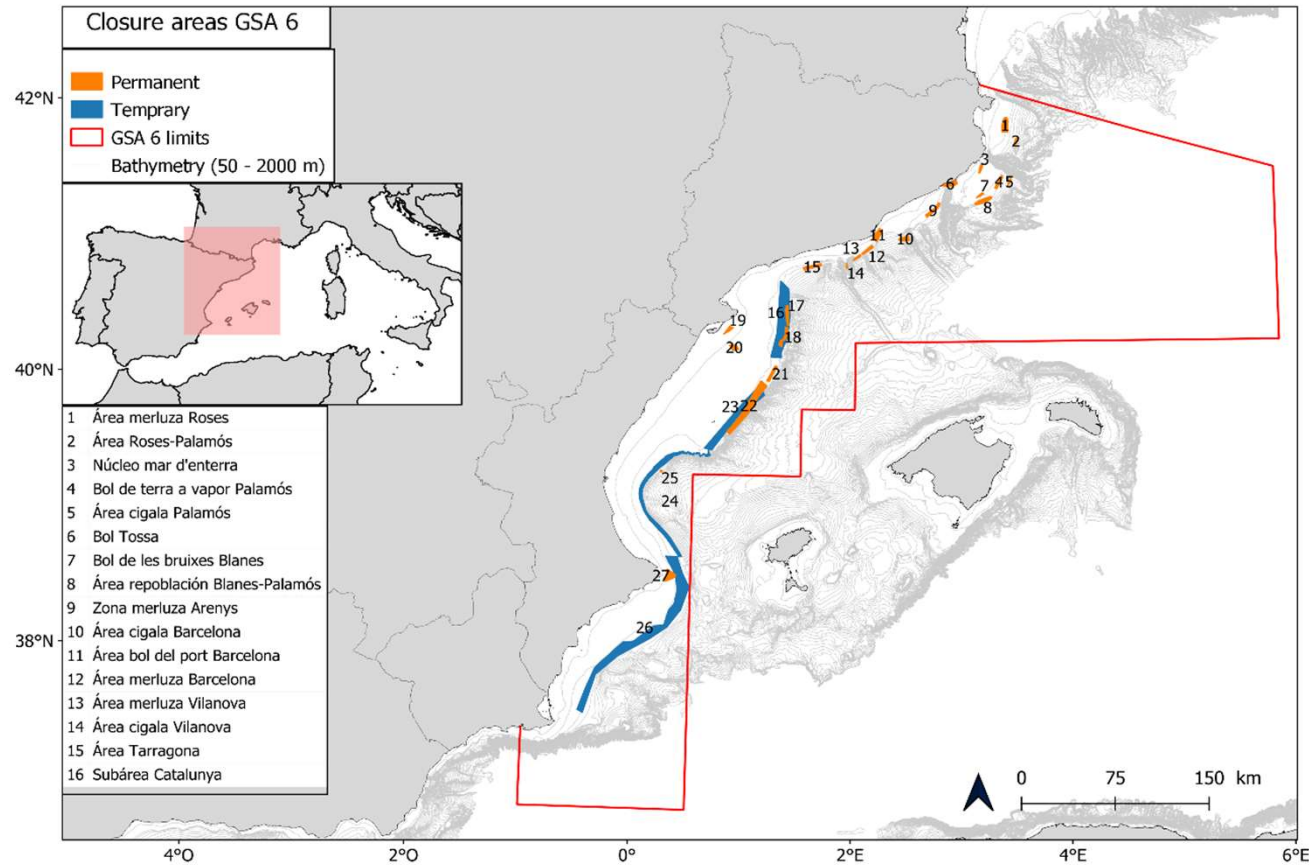 Closure areas GSA 6
Permanent
Temprary
GSA 6 limits
Bathymetry (50 - 2000 m)
42°N
40°N
38°N
1 Área merluza Roses
2 Área Roses-Palamós
3 Núcleo mar d'enterra
4 Bol de terra a vapor Palamós
5 Área cigala Palamós
6 Bol Tossa
7 Bol de les bruixes Blanes
8 Área repoblación Blanes-Palamós
9 Zona merluza Arenys
10 Área cigala Barcelona
11 Área bol del port Barcelona
12 Área merluza Barcelona
13 Área merluza Vilanova
14 Área cigala Vilanova
15 Área Tarragona
16 Subárea Catalunya
1
2
3
4 5
6
7
8
9
10
11
12
13
14
15
16
17
18
19
20
21
22
23
25
24
27
26
0 75 150 km
4°O 2°O 0° 2°E 4°E 6°E